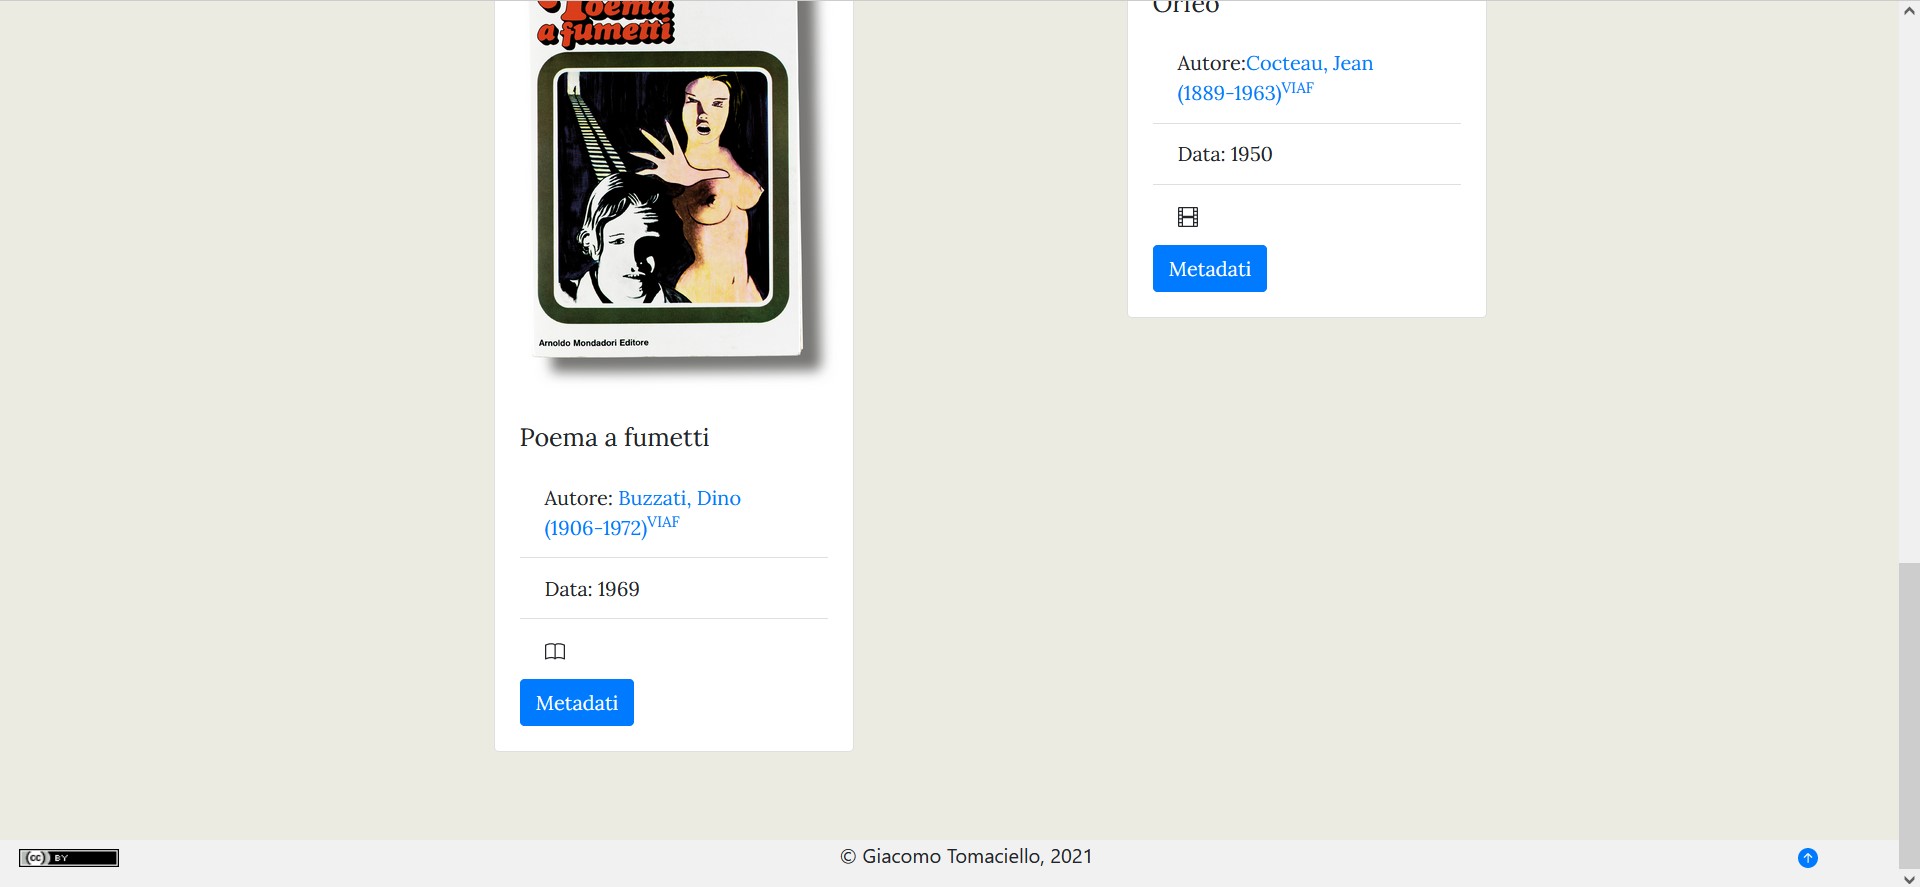 Poema
a fumetti
Arnoldo Mondadori Editore
Poema a fumetti
Autore: Buzzati, Dino
(1906-1972)VIAF
Data: 1969
Metadati
Orfeo
Autore:Cocteau, Jean
(1889-1963)VIAF
Data: 1950
Metadati
cc BY
© Giacomo Tomaciello, 2021